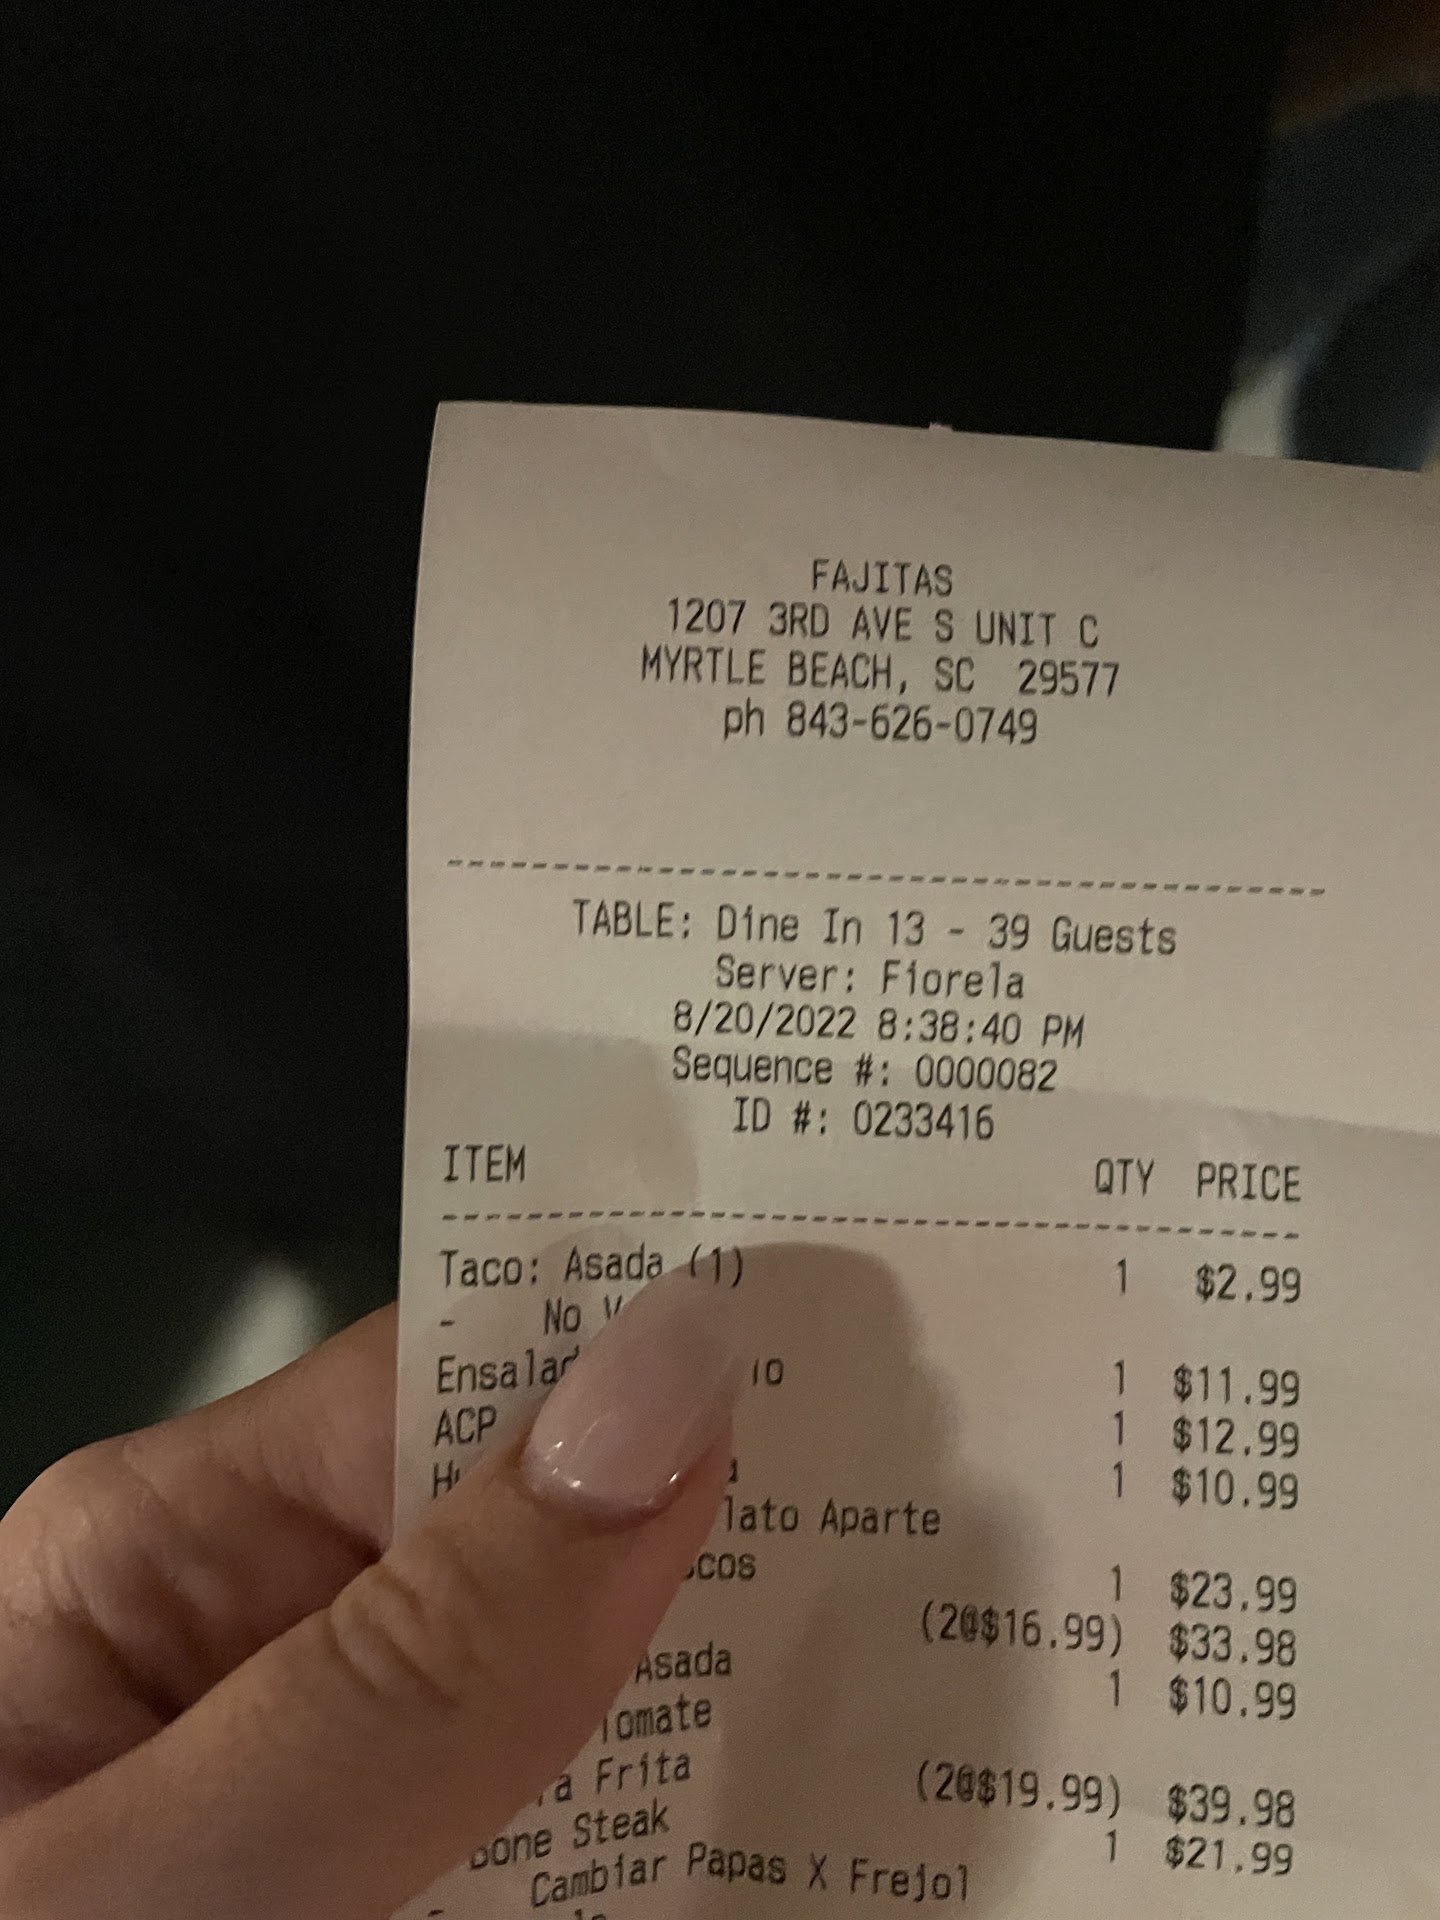 FAJITAS
1207 3RD AVE S UNIT C
MYRTLE BEACH, SC 29577
ph 843-626-0749
TABLE: Dine In 13 - 39 Guests
Server: Fiorela
8/20/2022 8:38:40 PM
Sequence #: 0000082
ID #: 0233416
ITEM QTY PRICE
Taco: Asada (1) 1 $2.99
- No
1 $11.99
ACP 1 $12.99
1 $10.99
Aparte
1 $23.99
(2@$16.99) $33.98
Asada 1 $10.99
Tomate
Frita (2@$19.99) $39.98
Bone Steak 1 $21.99
- Cambiar Papas X Frejol